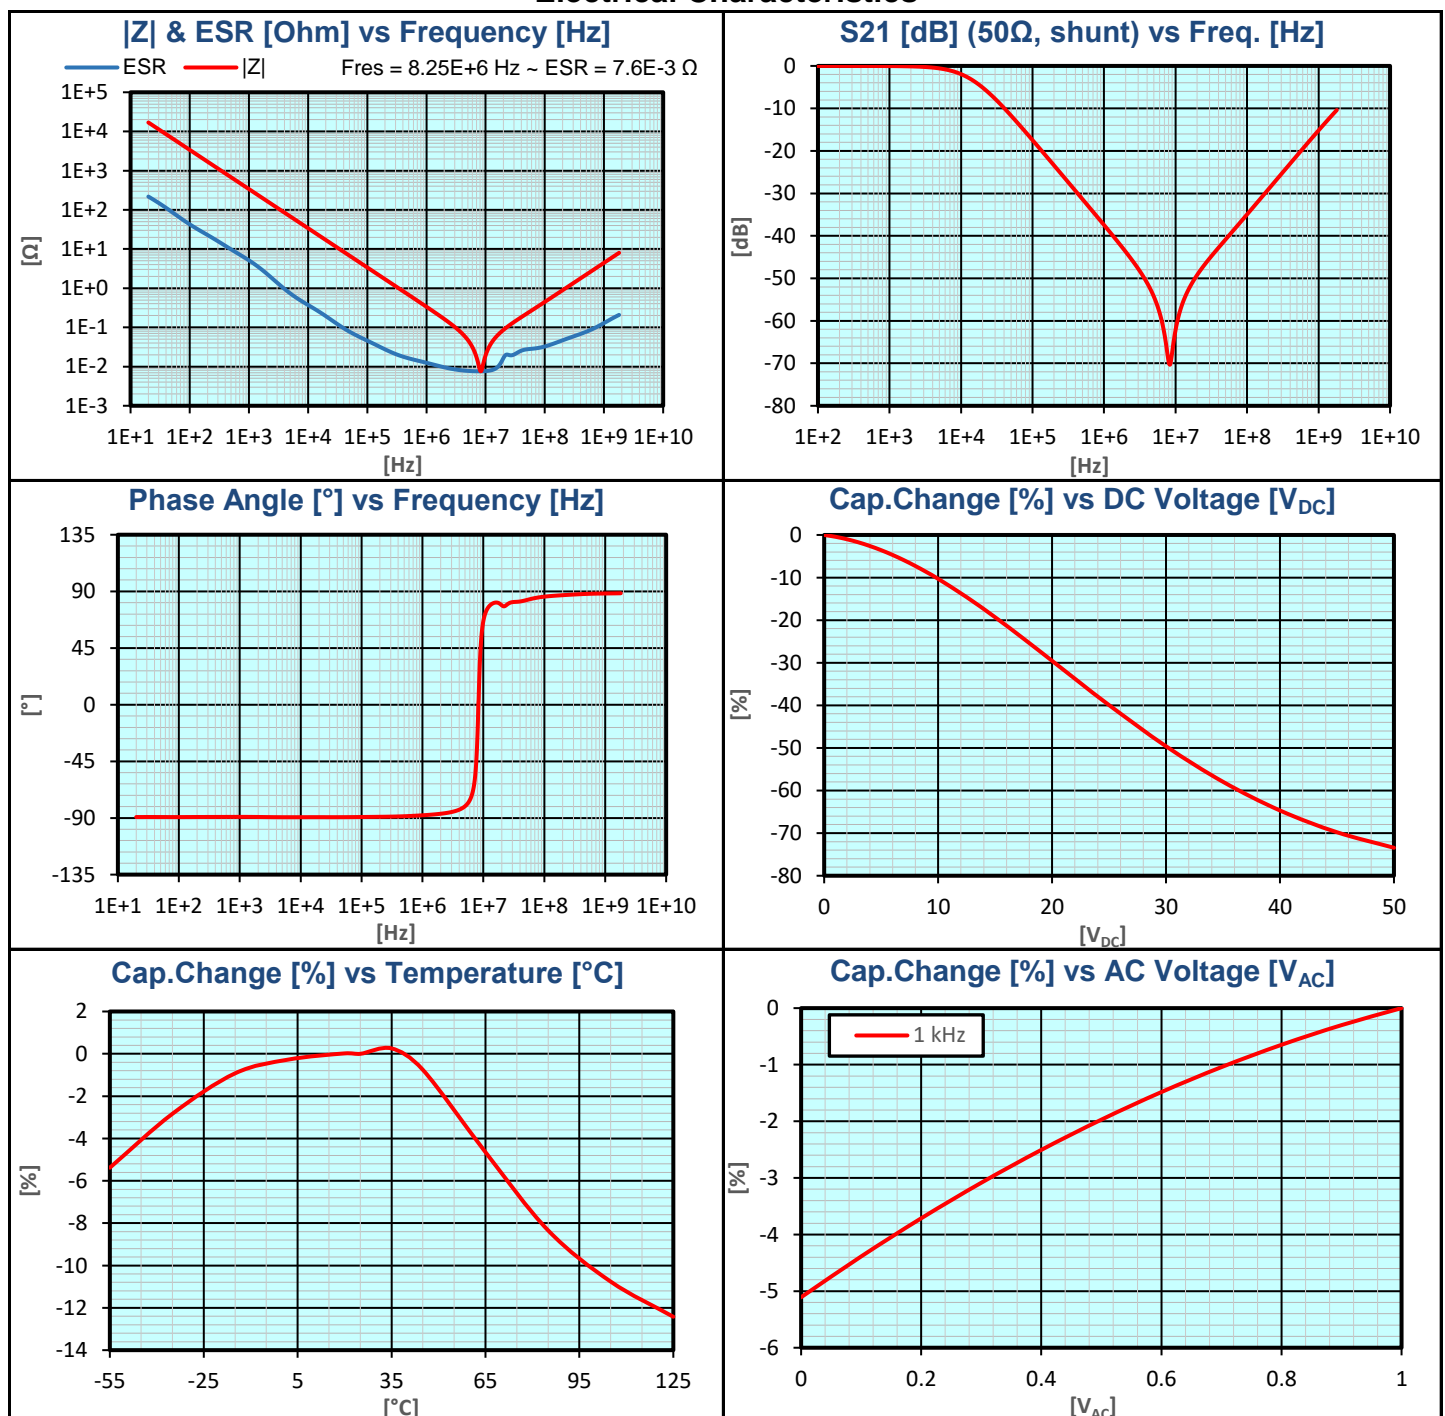 |Z| & ESR [Ohm] vs Frequency [Hz]
ESR |Z| Fres = 8.25E+6 Hz ~ ESR = 7.6E-3 Ω
1E+5
1E+4
1E+3
1E+2
1E+1
1E+0
1E-1
1E-2
1E-3
[Ω]
1E+1 1E+2 1E+3 1E+4 1E+5 1E+6 1E+7 1E+8 1E+9 1E+10
[Hz]
S21 [dB] (50Ω, shunt) vs Freq. [Hz]
0
-10
-20
-30
-40
-50
-60
-70
-80
[dB]
1E+2 1E+3 1E+4 1E+5 1E+6 1E+7 1E+8 1E+9 1E+10
[Hz]
Phase Angle [°] vs Frequency [Hz]
135
90
45
0
-45
-90
-135
[°]
1E+1 1E+2 1E+3 1E+4 1E+5 1E+6 1E+7 1E+8 1E+9 1E+10
[Hz]
Cap.Change [%] vs DC Voltage [VDC]
0
-10
-20
-30
-40
-50
-60
-70
-80
[%]
0 10 20 30 40 50
[VDC]
Cap.Change [%] vs Temperature [°C]
2
0
-2
-4
-6
-8
-10
-12
-14
[%]
-55 -25 5 35 65 95 125
[°C]
Cap.Change [%] vs AC Voltage [VAC]
1 kHz
0
-1
-2
-3
-4
-5
-6
[%]
0 0.2 0.4 0.6 0.8 1
[VAC]